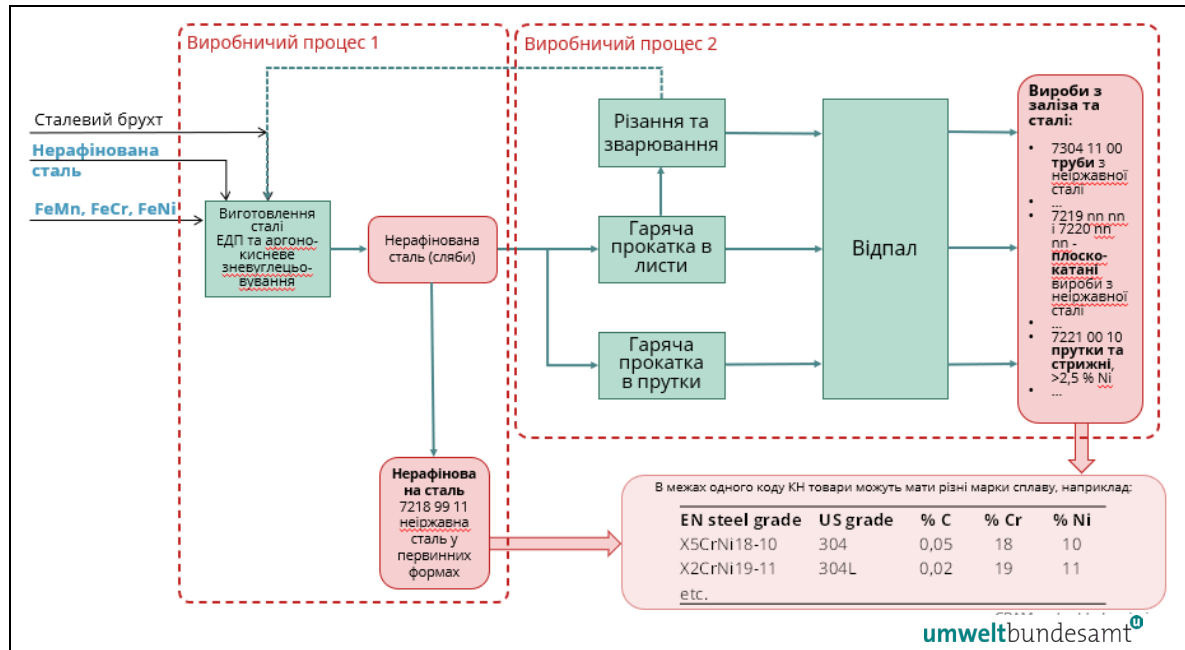 Виробничий процес 1
Виробничий процес 2
Сталевий брухт
Нерафінована
сталь
FeMn, FeCr, FeNi
Виготовлення
сталі
ЕДП та аргоно-
кисневе
зневуглецьо-
вування
Нерафінована
сталь (сляби)
Нерафінова
на сталь
7218 99 11
неіржавна
сталь у
первинних
формах
Різання та
зварювання
Гаряча
прокатка в
листи
Гаряча
прокатка
в прутки
Відпал
Вироби з
заліза та
сталі:
• 7304 11 00
труби з
неіржавної
сталі
• ...
• 7219 nn nn
і 7220 nn
nn -
плоско-
катані
вироби з
неіржавної
сталі
• ...
• 7221 00 10
прутки та
стрижні,
>2,5 % Ni
• ...
В межах одного коду КН товари можуть мати різні марки сплаву, наприклад:
EN steel grade US grade % C % Cr % Ni
X5CrNi18-10 304 0,05 18 10
X2CrNi19-11 304L 0,02 19 11
etc.
umweltbundesamt u